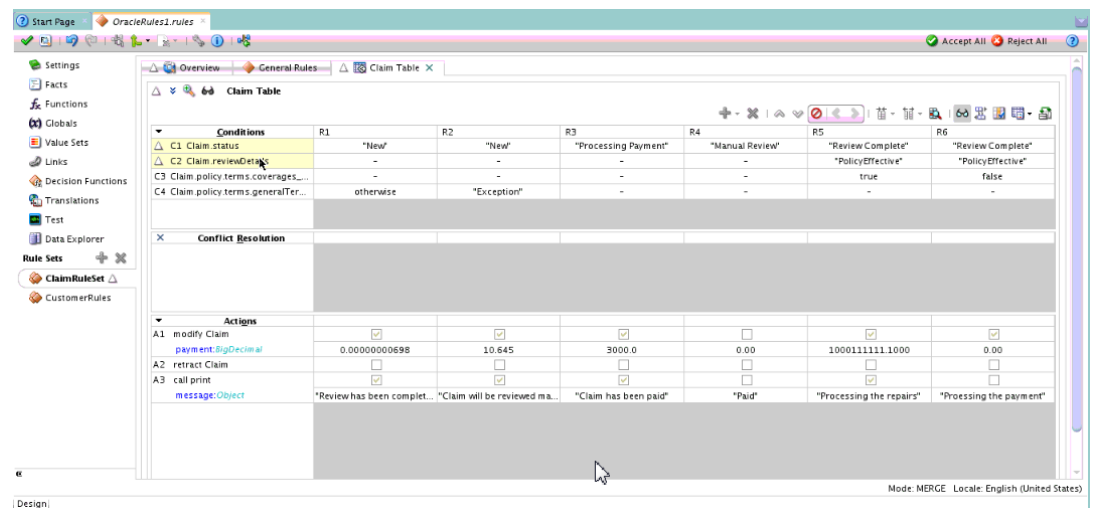 Start Page OracleRules1.rules
Accept All Reject All
Settings
Facts
Functions
Globals
Value Sets
Links
Decision Functions
Translations
Test
Data Explorer
Rule Sets
ClaimRuleSet
CustomerRules
Overview General Rules Claim Table
Claim Table
Conditions R1 R2 R3 R4 R5 R6
C1 Claim.status "New" "New" "Processing Payment" "Manual Review" "Review Complete" "Review Complete"
C2 Claim.reviewDetails - - - - "PolicyEffective" "PolicyEffective"
C3 Claim.policy.terms.coverages_... - - - - true false
C4 Claim.policy.terms.generalTer... otherwise "Exception" - - - -
Conflict Resolution
Actions
A1 modify Claim
payment:BigDecimal 0.00000000698 10.645 3000.0 0.00 1000111111.1000 0.00
A2 retract Claim
A3 call print
message:Object "Review has been complet... "Claim will be reviewed ma... "Claim has been paid" "Paid" "Processing the repairs" "Proessing the payment"
Mode: MERGE Locale: English (United States)
Design